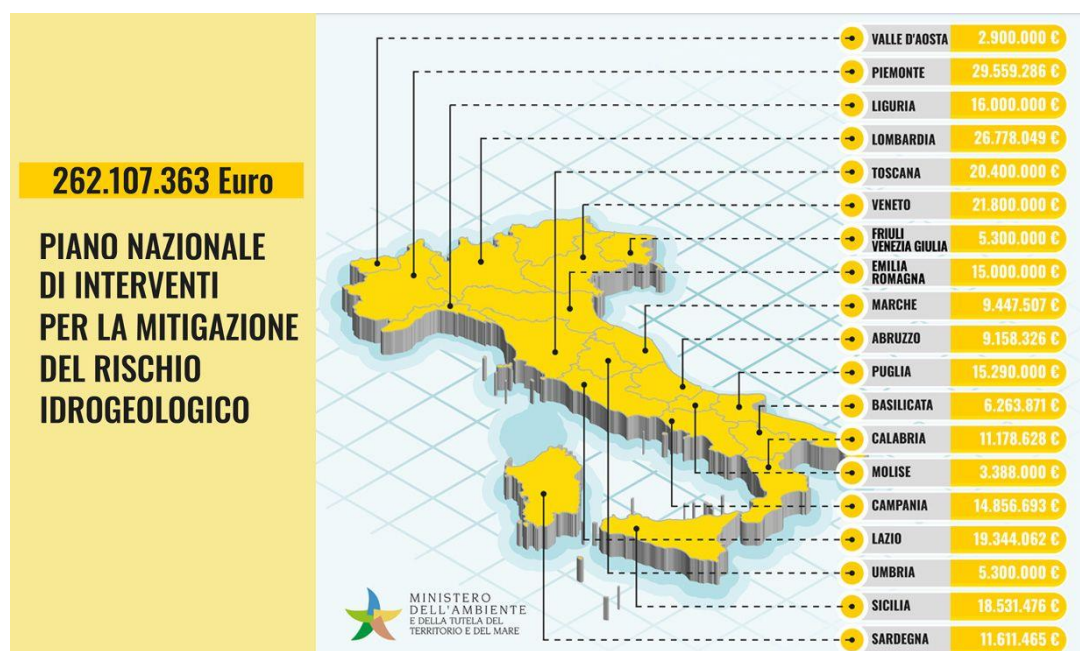 262.107.363 Euro
PIANO NAZIONALE
DI INTERVENTI
PER LA MITIGAZIONE
DEL RISCHIO
IDROGEOLOGICO
VALLE D'AOSTA 2.900.000 €
PIEMONTE 29.559.286 €
LIGURIA 16.000.000 €
LOMBARDIA 26.778.049 €
TOSCANA 20.400.000 €
VENETO 21.800.000 €
FRIULI
VENEZIA GIULIA 5.300.000 €
EMILIA
ROMAGNA 15.000.000 €
MARCHE 9.447.507 €
ABRUZZO 9.158.326 €
PUGLIA 15.290.000 €
BASILICATA 6.263.871 €
CALABRIA 11.178.628 €
MOLISE 3.388.000 €
CAMPANIA 14.856.693 €
LAZIO 19.344.062 €
UMBRIA 5.300.000 €
SICILIA 18.531.476 €
SARDEGNA 11.611.465 €
MINISTERO
DELL'AMBIENTE
E DELLA TUTELA DEL
TERRITORIO E DEL MARE